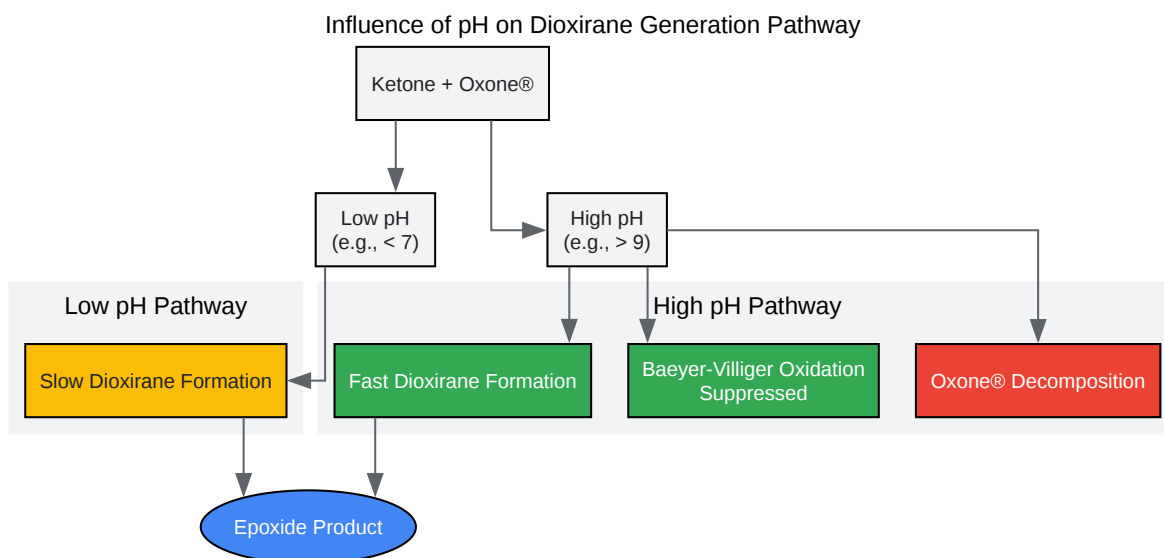 Influence of pH on Dioxirane Generation Pathway
Ketone + Oxone®
Low pH
(e.g., < 7)
High pH
(e.g., > 9)
Low pH Pathway
High pH Pathway
Slow Dioxirane Formation
Fast Dioxirane Formation
Baeyer-Villiger Oxidation
Suppressed
Oxone® Decomposition
Epoxide Product